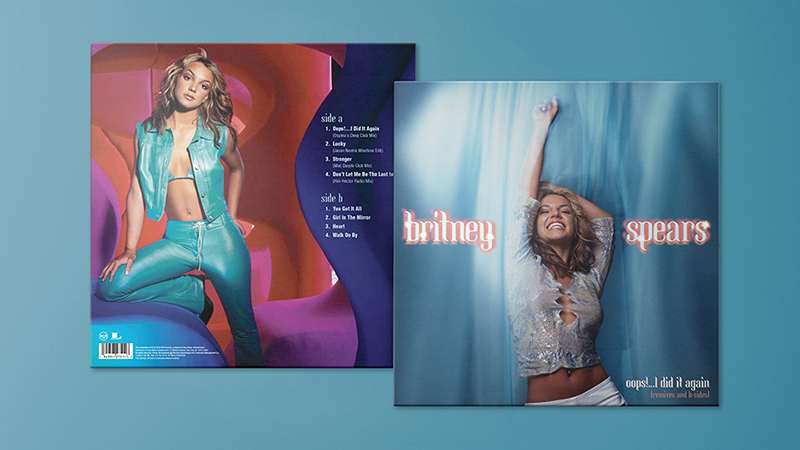 side a
1. Oops!...I Did It Again
(Ospina's Deep Club Mix)
2. Lucky
(Jason Nevins Mixshow Edit)
3. Stronger
(Mac Quayle Club Mix)
4. Don't Let Me Be The Last to
(Hex Hector Radio Mix)
side b
1. You Got It All
2. Girl In The Mirror
3. Heart
4. Walk On By
RCA
britney spears
oops!...I did it again
(remixes and b-sides)